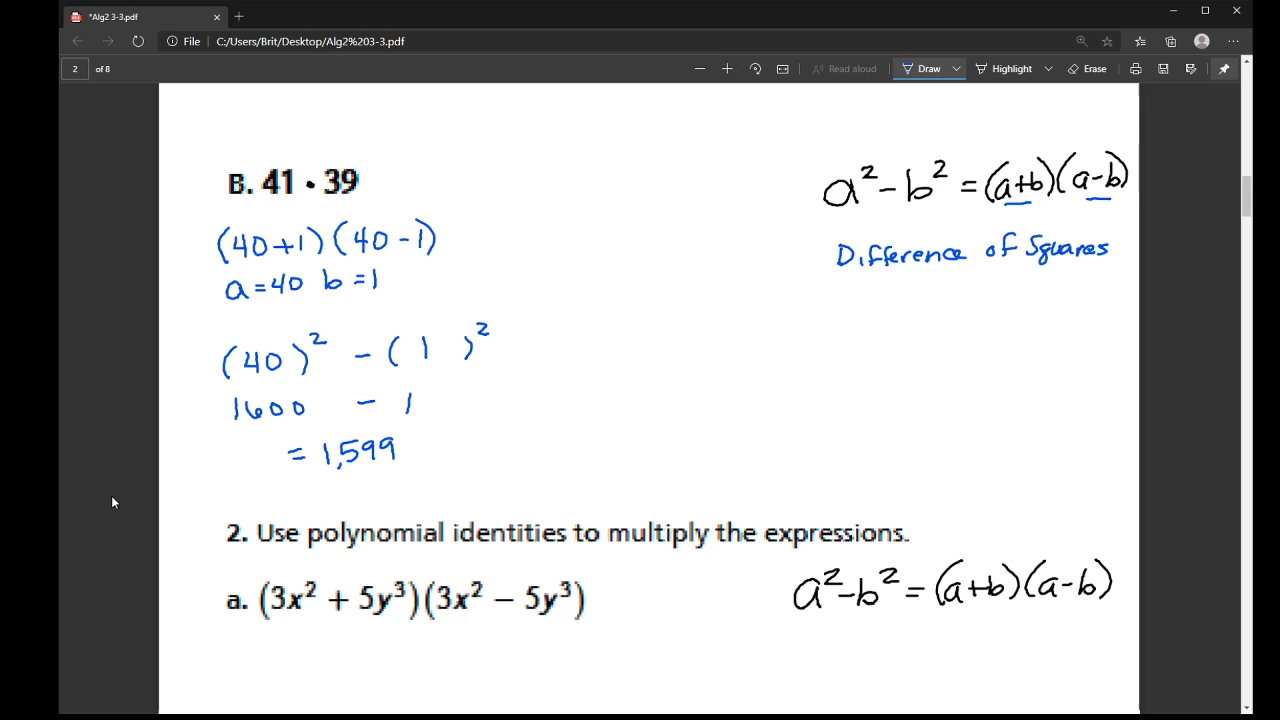 *Alg2 3-3.pdf
File C:/Users/Brit/Desktop/Alg2%203-3.pdf
2 of 8 Read aloud Draw Highlight Erase
B. 41 • 39
a² - b² = (a+b)(a-b)
(40+1)(40-1)
Difference of Squares
a = 40 b = 1
(40)² - (1)²
1600 - 1
= 1,599
2. Use polynomial identities to multiply the expressions.
a. (3x² + 5y³)(3x² − 5y³)
a² - b² = (a+b)(a-b)